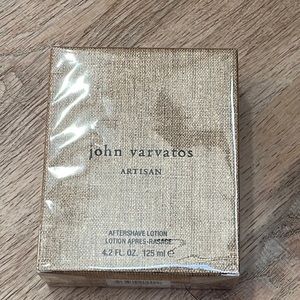 john varvatos
ARTISAN
AFTERSHAVE LOTION
LOTION APRÈS-RASAGE
4.2 FL. OZ. 125 ml ℮